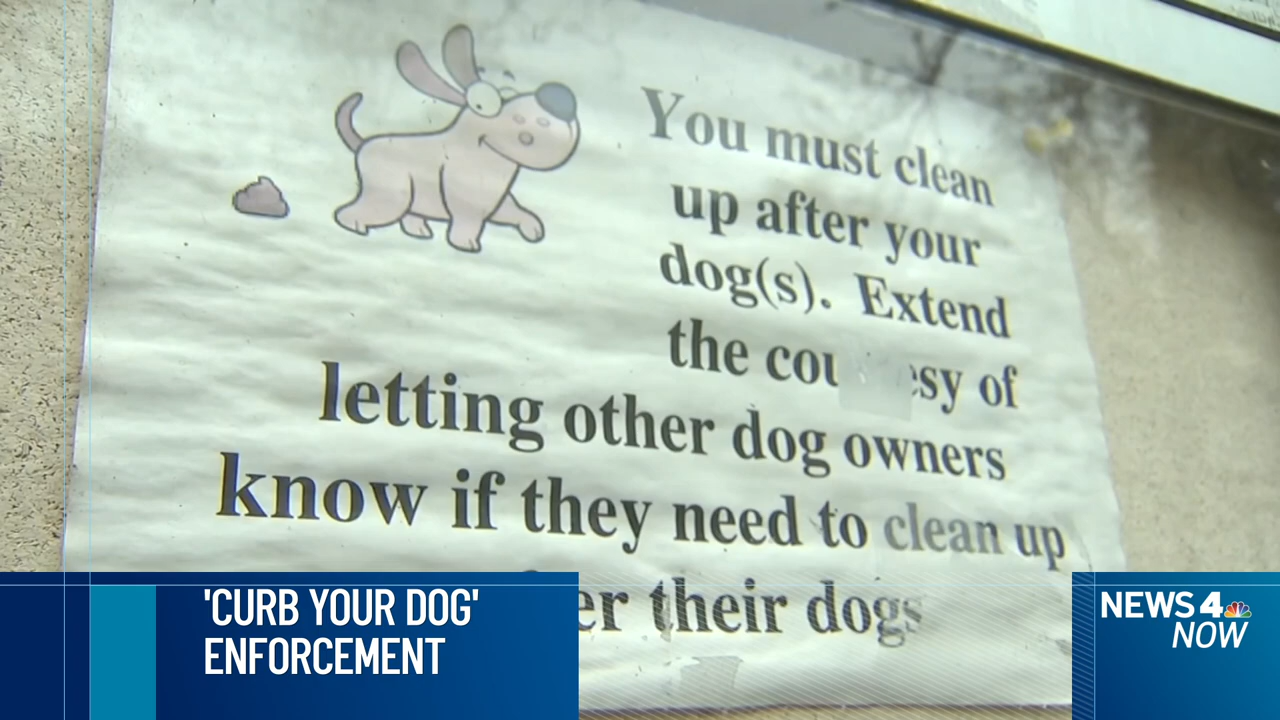 You must clean
up after your
dog(s). Extend
the of
letting other dog owners
know if they need to clean up
their dogs
'CURB YOUR DOG'
ENFORCEMENT
NEWS 4
NOW